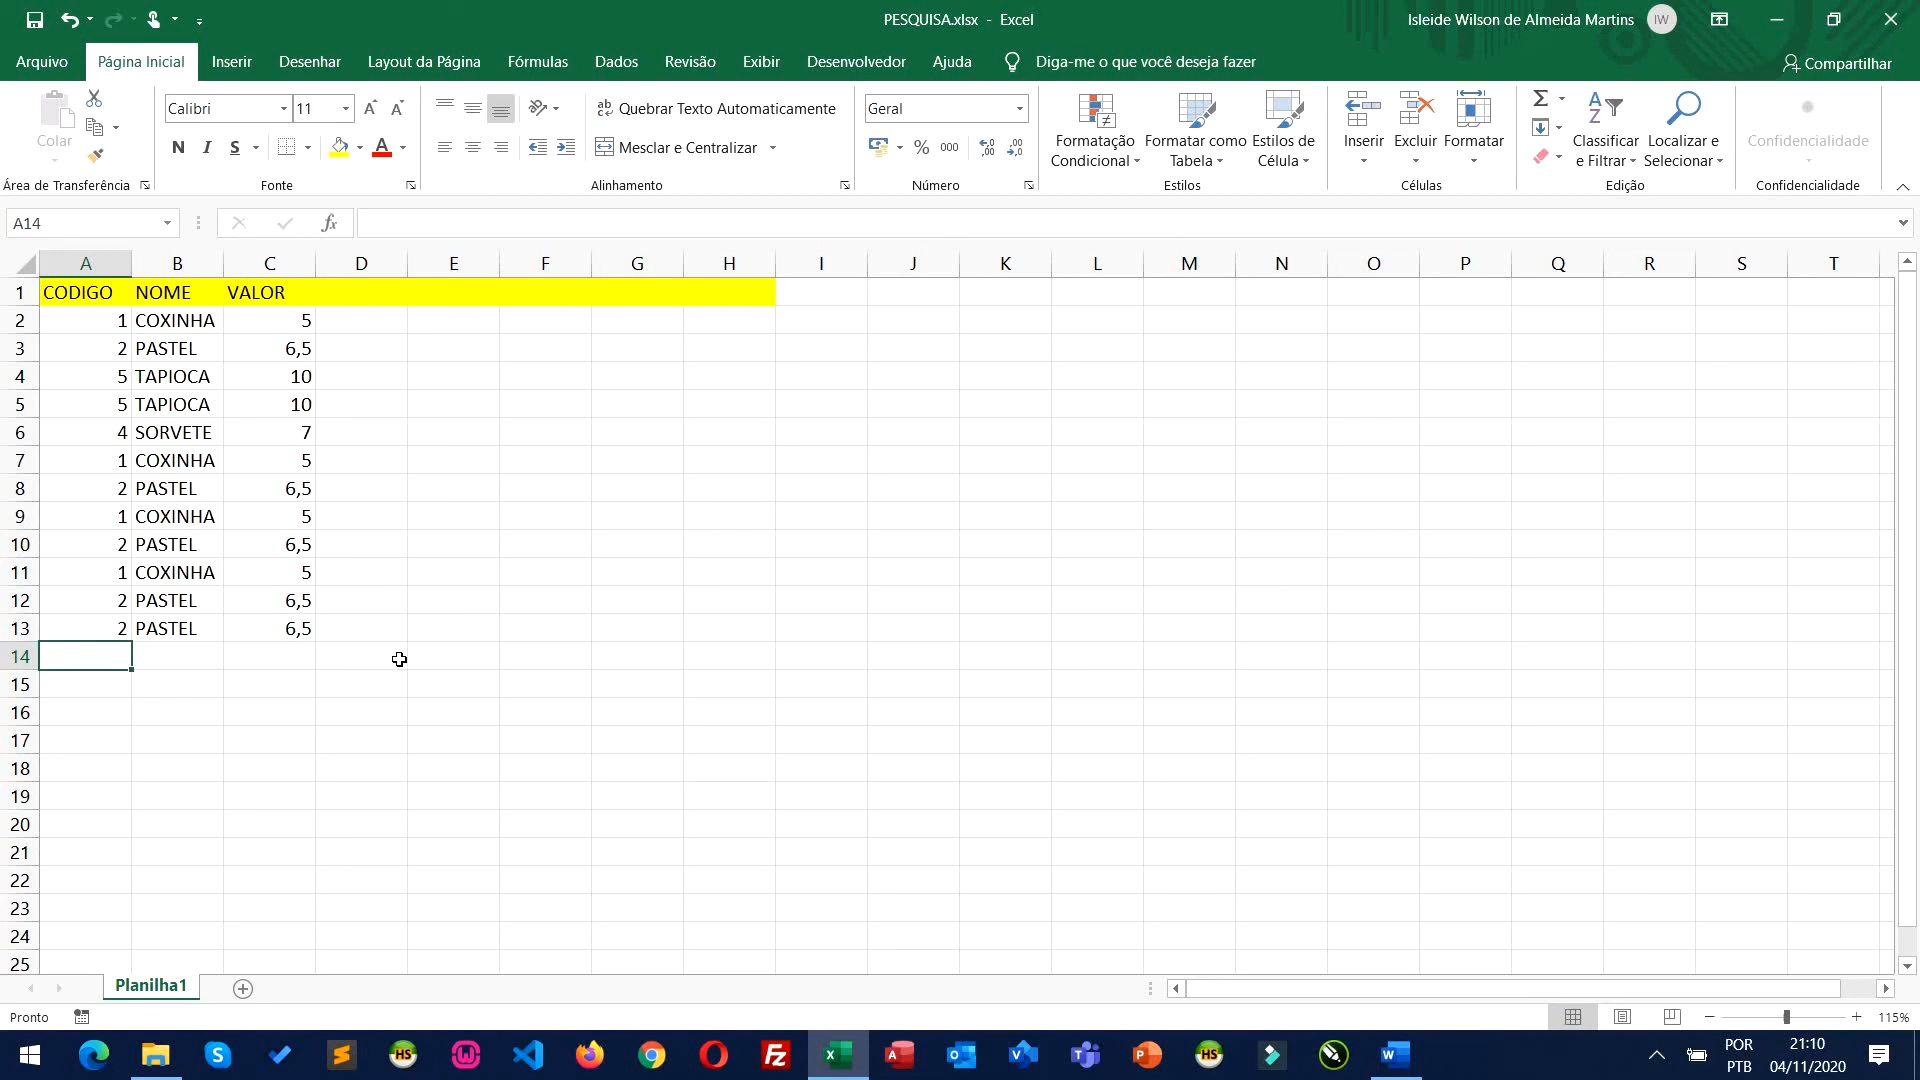 PESQUISA.xlsx - Excel
Isleide Wilson de Almeida Martins
IW
Arquivo
Página Inicial
Inserir
Desenhar
Layout da Página
Fórmulas
Dados
Revisão
Exibir
Desenvolvedor
Ajuda
Diga-me o que você deseja fazer
Compartilhar
Colar
Área de Transferência
Calibri
11
N I S
Fonte
Quebrar Texto Automaticamente
Mesclar e Centralizar
Alinhamento
Geral
% 000
Número
Formatação
Condicional
Formatar como
Tabela
Estilos de
Célula
Estilos
Inserir
Excluir
Formatar
Células
Classificar
e Filtrar
Localizar e
Selecionar
Edição
Confidencialidade
Confidencialidade
A14
fx
A B C D E F G H I J K L M N O P Q R S T
1 CODIGO NOME VALOR
2 1 COXINHA 5
3 2 PASTEL 6,5
4 5 TAPIOCA 10
5 5 TAPIOCA 10
6 4 SORVETE 7
7 1 COXINHA 5
8 2 PASTEL 6,5
9 1 COXINHA 5
10 2 PASTEL 6,5
11 1 COXINHA 5
12 2 PASTEL 6,5
13 2 PASTEL 6,5
14
15
16
17
18
19
20
21
22
23
24
25
Planilha1
Pronto
115%
POR
PTB
21:10
04/11/2020